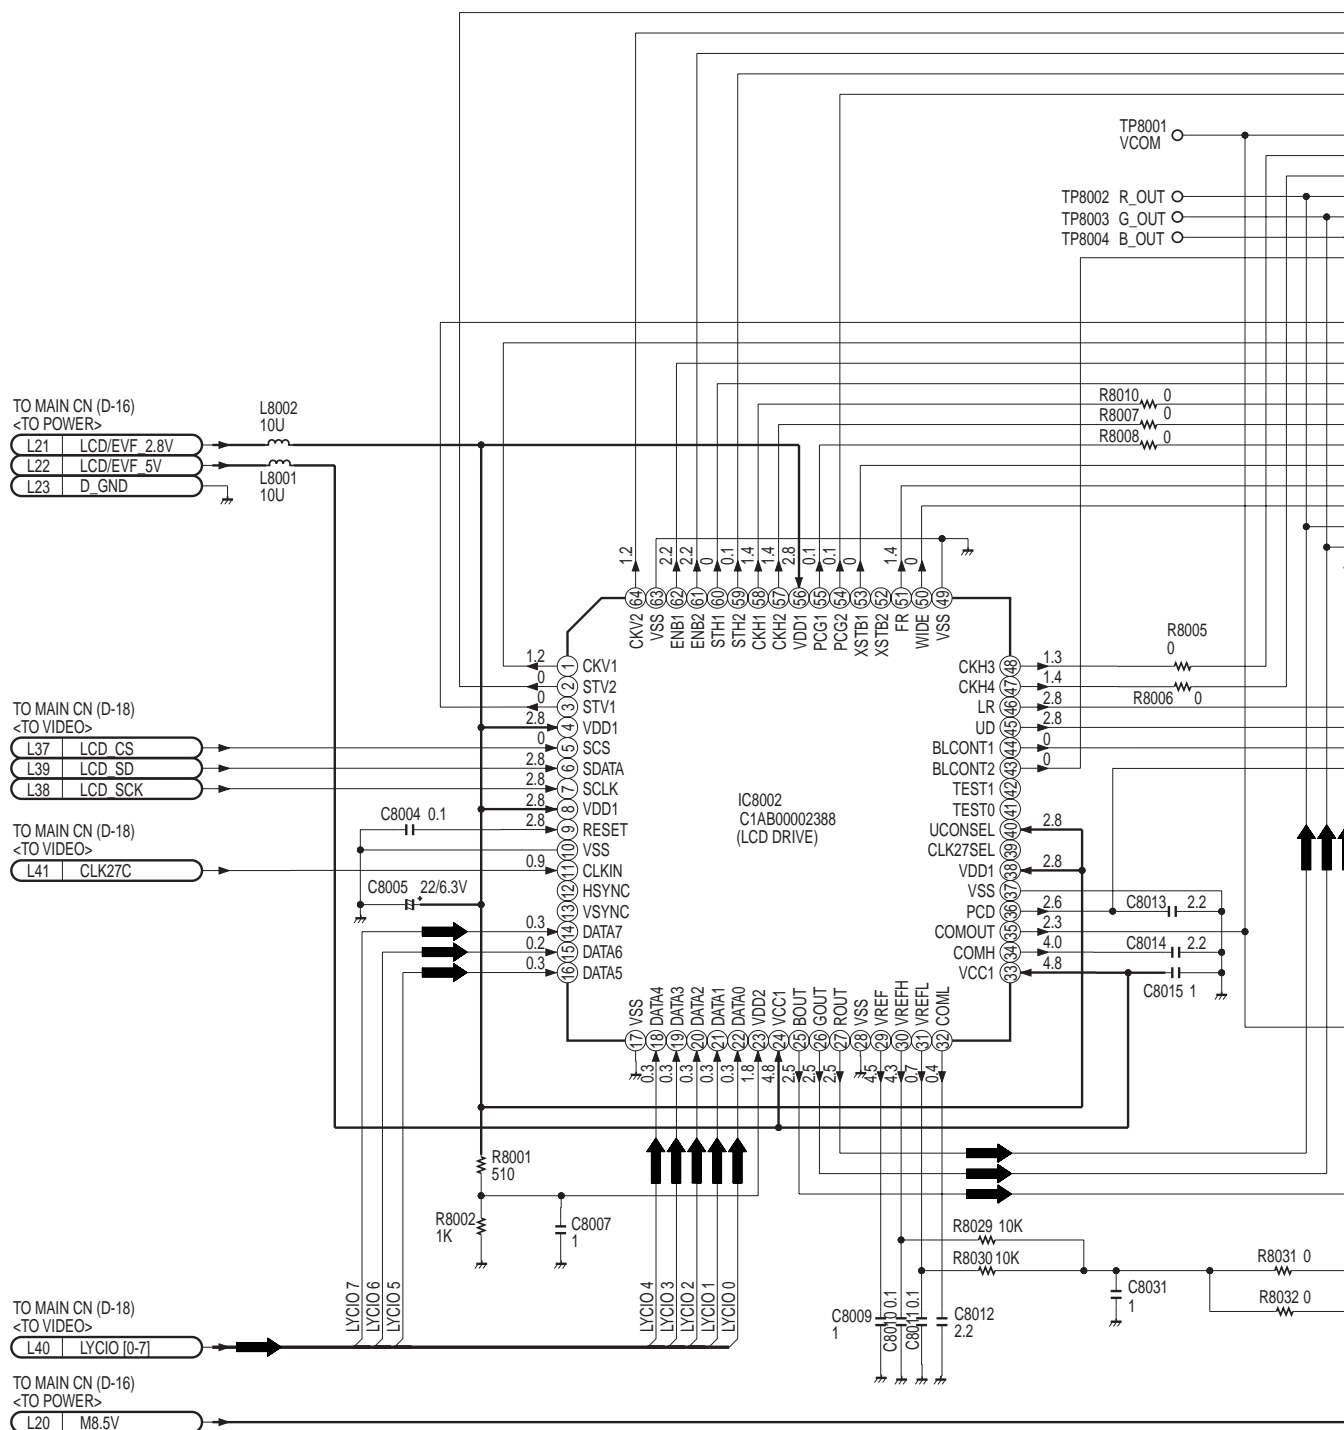 TP8001
VCOM
TP8002 R_OUT
TP8003 G_OUT
TP8004 B_OUT
TO MAIN CN (D-16)
<TO POWER>
L21 LCD/EVF_2.8V
L22 LCD/EVF_5V
L23 D_GND
L8002
10U
L8001
10U
R8010 0
R8007 0
R8008 0
1.2 2.2 2.2 0 0.1 1.4 1.4 2.8 0.1 0.1 0 1.4 0
64 63 62 61 60 59 58 57 56 55 54 53 52 51 50 49
CKV2 VSS ENB1 ENB2 STH1 STH2 CKH1 CKH2 VDD1 PCG1 PCG2 XSTB1 XSTB2 FR WIDE VSS
R8005
0
R8006 0
1.2 1 CKV1
0 2 STV2
0 3 STV1
2.8 4 VDD1
0 5 SCS
2.8 6 SDATA
2.8 7 SCLK
2.8 8 VDD1
2.8 9 RESET
10 VSS
0.9 11 CLKIN
12 HSYNC
13 VSYNC
0.3 14 DATA7
0.2 15 DATA6
0.3 16 DATA5
CKH3 48 1.3
CKH4 47 1.4
LR 46 2.8
UD 45 2.8
BLCONT1 44 0
BLCONT2 43 0
TEST1 42
TEST0 41
UCONSEL 40 2.8
CLK27SEL 39
VDD1 38 2.8
VSS 37
PCD 36 2.6
COMOUT 35 2.3
COMH 34 4.0
VCC1 33 4.8
TO MAIN CN (D-18)
<TO VIDEO>
L37 LCD_CS
L39 LCD_SD
L38 LCD_SCK
TO MAIN CN (D-18)
<TO VIDEO>
L41 CLK27C
C8004 0.1
C8005 22/6.3V
+
IC8002
C1AB00002388
(LCD DRIVE)
C8013 2.2
C8014 2.2
C8015 1
VSS DATA4 DATA3 DATA2 DATA1 DATA0 VDD2 VCC1 BOUT GOUT ROUT VSS VREF VREFH VREFL COML
17 18 19 20 21 22 23 24 25 26 27 28 29 30 31 32
0.3 0.3 0.3 0.3 0.3 1.8 4.8 2.5 2.5 2.5 4.5 4.3 0.7 0.4
R8001
510
R8002
1K
C8007
1
R8029 10K
R8030 10K
R8031 0
R8032 0
C8031
1
C8009
1
C8010 0.1
C8011 0.1
C8012
2.2
LYCIO 7
LYCIO 6
LYCIO 5
LYCIO 4
LYCIO 3
LYCIO 2
LYCIO 1
LYCIO 0
TO MAIN CN (D-18)
<TO VIDEO>
L40 LYCIO [0-7]
TO MAIN CN (D-16)
<TO POWER>
L20 M8.5V